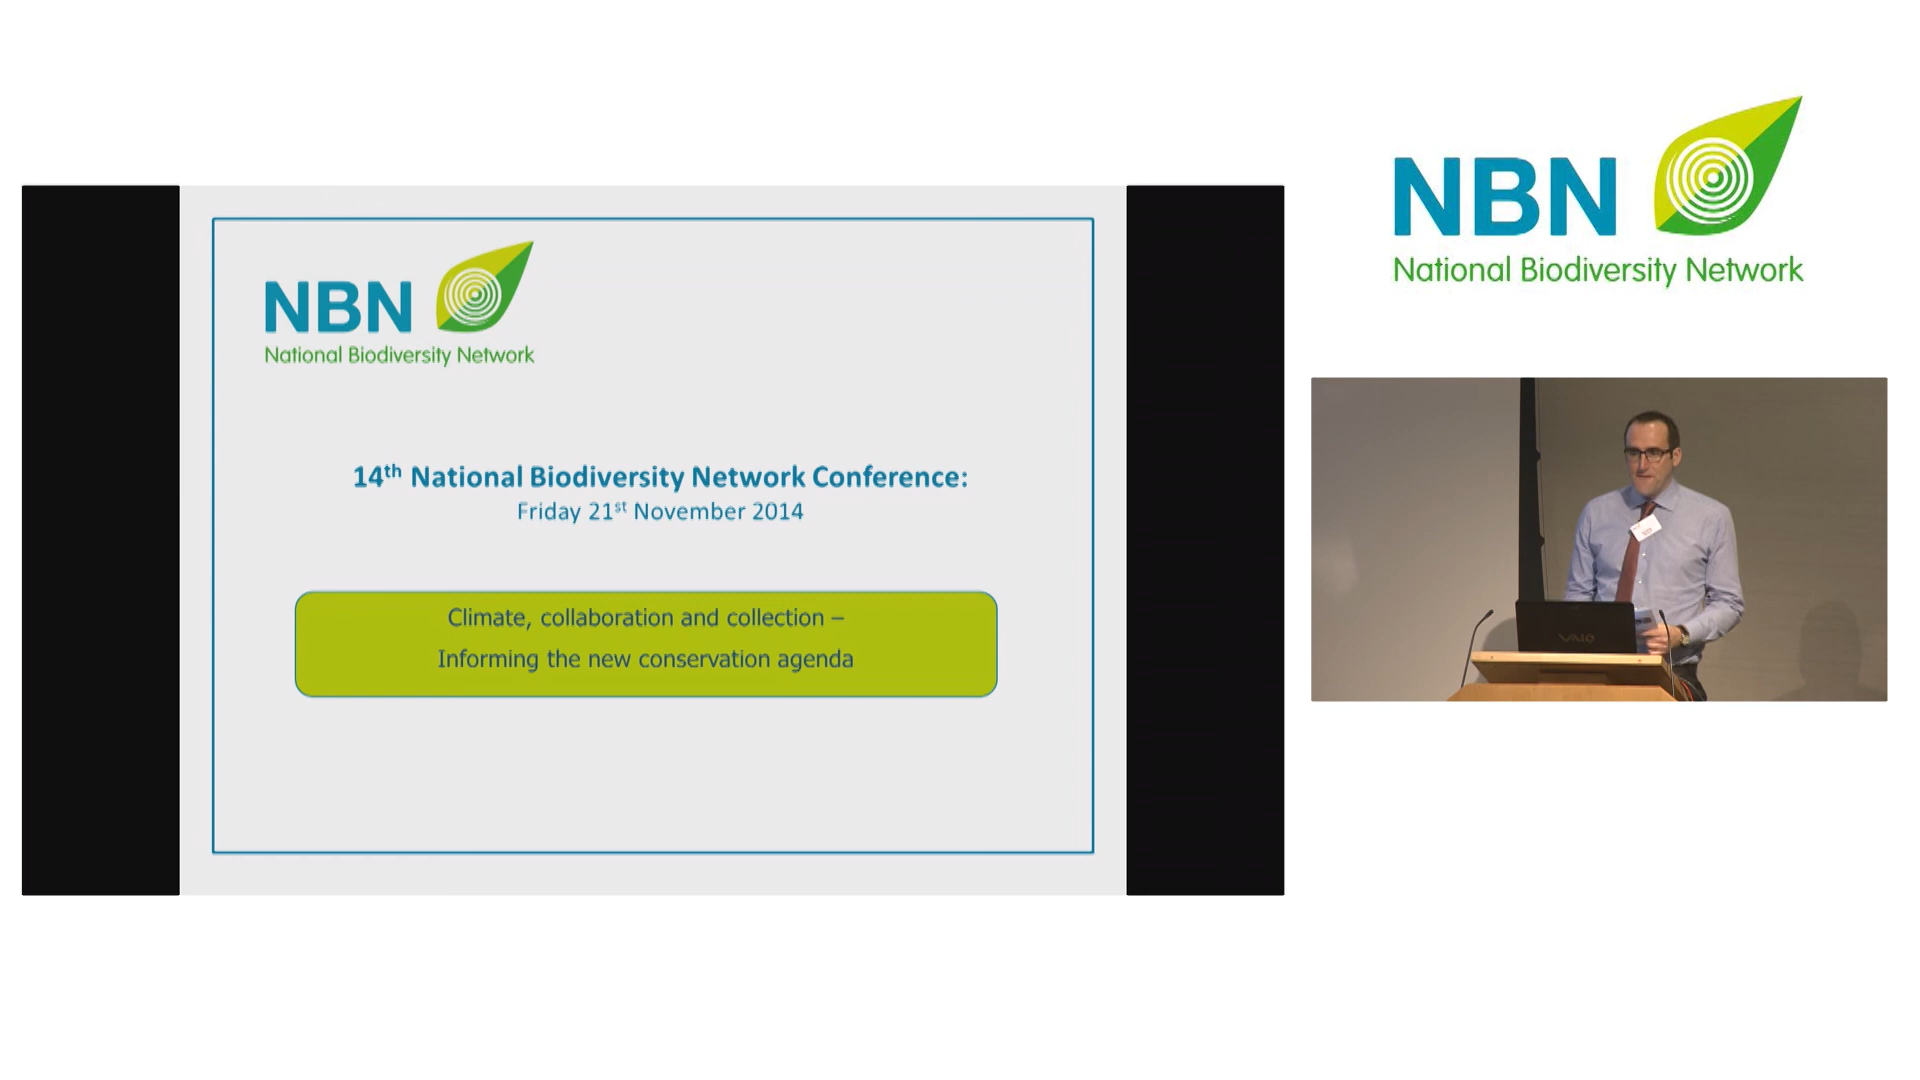 NBN
National Biodiversity Network
14th National Biodiversity Network Conference:
Friday 21st November 2014
Climate, collaboration and collection –
Informing the new conservation agenda
NBN
National Biodiversity Network
VAIO